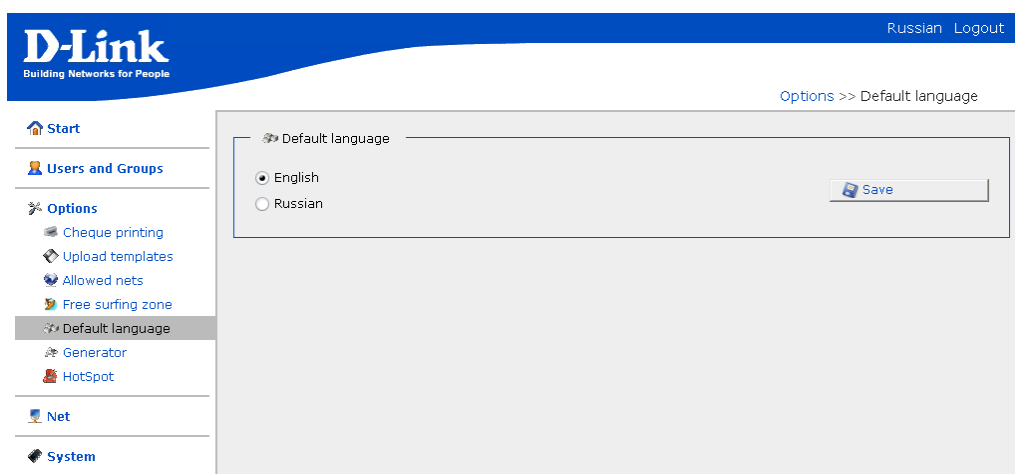 Russian Logout
D-Link
Building Networks for People
Options >> Default language
Start
Users and Groups
Options
Cheque printing
Upload templates
Allowed nets
Free surfing zone
Default language
Generator
HotSpot
Net
System
Default language
English
Russian
Save